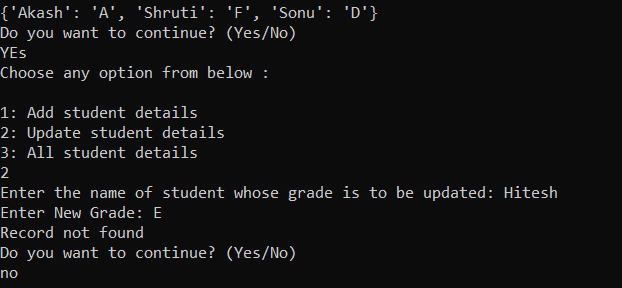 {'Akash': 'A', 'Shruti': 'F', 'Sonu': 'D'}
Do you want to continue? (Yes/No)
YEs
Choose any option from below :
1: Add student details
2: Update student details
3: All student details
2
Enter the name of student whose grade is to be updated: Hitesh
Enter New Grade: E
Record not found
Do you want to continue? (Yes/No)
no